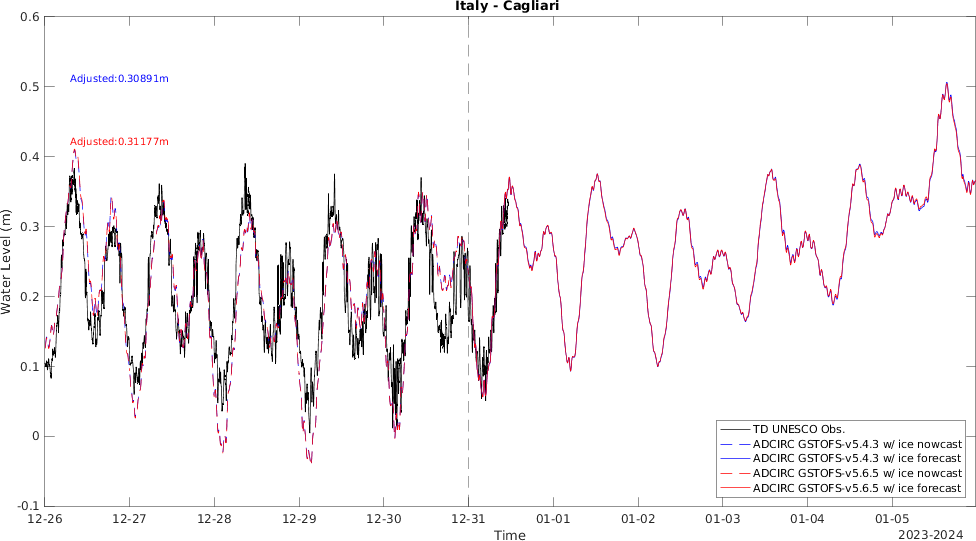 Italy - Cagliari
0.6
0.5
0.4
0.3
0.2
0.1
0
-0.1
Water Level (m)
Adjusted:0.30891m
Adjusted:0.31177m
TD UNESCO Obs.
ADCIRC GSTOFS-v5.4.3 w/ ice nowcast
ADCIRC GSTOFS-v5.4.3 w/ ice forecast
ADCIRC GSTOFS-v5.6.5 w/ ice nowcast
ADCIRC GSTOFS-v5.6.5 w/ ice forecast
12-26 12-27 12-28 12-29 12-30 12-31 01-01 01-02 01-03 01-04 01-05
Time
2023-2024